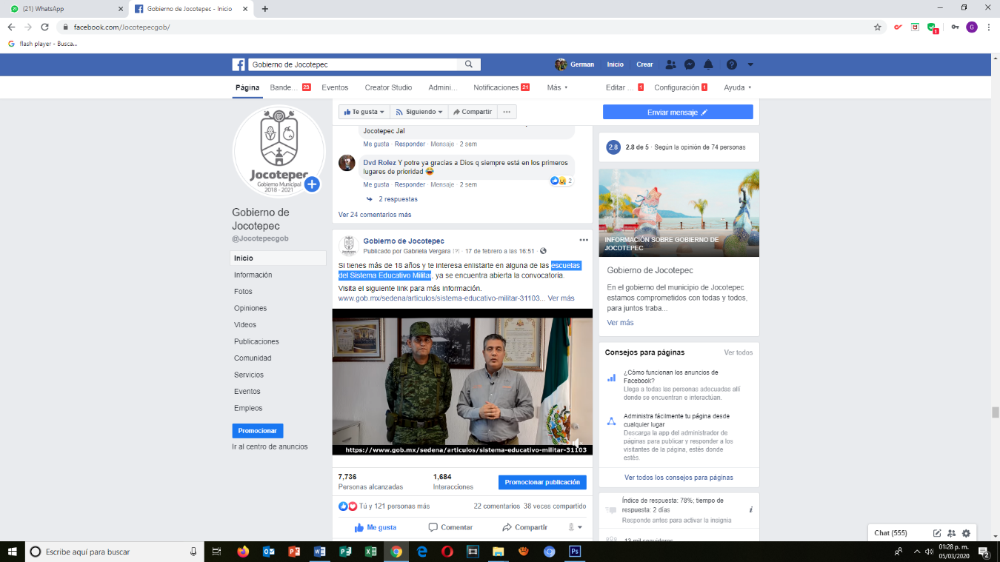 (21) WhatsApp
Gobierno de Jocotepec - Inicio
facebook.com/Jocotepecgob/
flash player - Busca...
Gobierno de Jocotepec
German
Inicio
Crear
Página
Bande... 23
Eventos
Creator Studio
Admini...
Notificaciones 21
Más
Editar ... 1
Configuración 1
Ayuda
Jocotepec
Gobierno Municipal
2018 - 2021
Gobierno de
Jocotepec
@Jocotepecgob
Inicio
Información
Fotos
Opiniones
Videos
Publicaciones
Comunidad
Servicios
Eventos
Empleos
Promocionar
Ir al centro de anuncios
Te gusta
Siguiendo
Compartir
...
Enviar mensaje
Jocotepec Jal
Me gusta · Responder · Mensaje · 2 sem
Dvd Rolez Y potre ya gracias a Dios q siempre está en los primeros
lugares de prioridad
2
Me gusta · Responder · Mensaje · 2 sem
2 respuestas
Ver 24 comentarios más
Gobierno de Jocotepec
Publicado por Gabriela Vergara [?] · 17 de febrero a las 16:51 ·
Si tienes más de 18 años y te interesa enlistarte en alguna de las escuelas
del Sistema Educativo Militar, ya se encuentra abierta la convocatoria.
Visita el siguiente link para más información.
www.gob.mx/sedena/articulos/sistema-educativo-militar-31103... Ver más
https://www.gob.mx/sedena/articulos/sistema-educativo-militar-31103
7,736
Personas alcanzadas
1,684
Interacciones
Promocionar publicación
Tú y 121 personas más
22 comentarios 38 veces compartido
Me gusta
Comentar
Compartir
2.8
2.8 de 5 · Según la opinión de 74 personas
INFORMACIÓN SOBRE GOBIERNO DE
JOCOTEPEC
Gobierno de Jocotepec
En el gobierno del municipio de Jocotepec
estamos comprometidos con todas y todos,
para juntos traba...
Ver más
Consejos para páginas
Ver todos
¿Cómo funcionan los anuncios de
Facebook?
Llega a todas las personas adecuadas allí
donde se encuentran e interactúan.
Administra fácilmente tu página desde
cualquier lugar
Descarga la app del administrador de
páginas para publicar y responder a los
visitantes de la página, estés donde
estés.
Ver todos los consejos para páginas
Índice de respuesta: 78%; tiempo de
respuesta: 2 días
Responde antes para activar la insignia
13 mil seguidores
Chat (555)
Escribe aquí para buscar
01:28 p. m.
05/03/2020
2